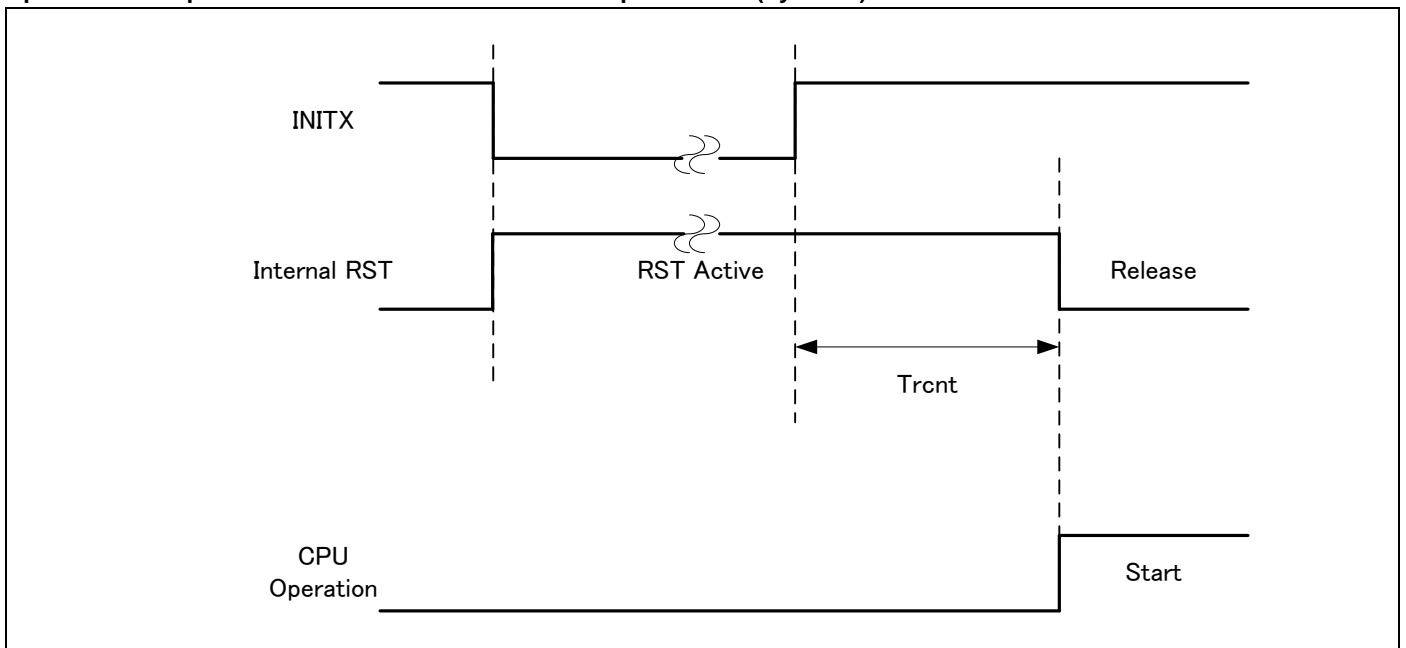 INITX
Internal RST
RST Active
Release
Trcnt
CPU
Operation
Start